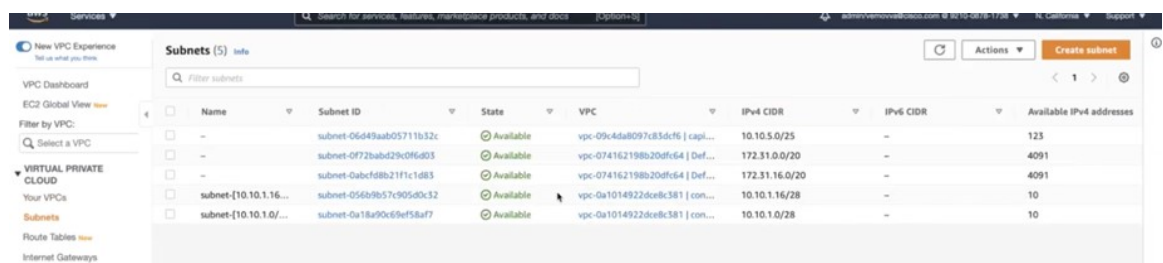 aws Services ▼ Search for services, features, marketplace products, and docs [Option+S] N. California ▼ Support ▼
New VPC Experience
Tell us what you think
Subnets (5) Info
Actions ▼ Create subnet
Filter subnets
< 1 >
VPC Dashboard
EC2 Global View New
Filter by VPC:
Select a VPC
VIRTUAL PRIVATE CLOUD
Your VPCs
Subnets
Route Tables New
Internet Gateways
Name Subnet ID State VPC IPv4 CIDR IPv6 CIDR Available IPv4 addresses
– subnet-06d49aab05711b32c Available vpc-09c4da8097c83dcf6 | capi... 10.10.5.0/25 – 123
– subnet-0f72babd29c0f6d03 Available vpc-074162198b20dfc64 | Def... 172.31.0.0/20 – 4091
– subnet-0abcfd8b21f1c1d83 Available vpc-074162198b20dfc64 | Def... 172.31.16.0/20 – 4091
subnet-[10.10.1.16... subnet-056b9b57c905d0c32 Available vpc-0a1014922dce8c381 | con... 10.10.1.16/28 – 10
subnet-[10.10.1.0/... subnet-0a18a90c69ef58af7 Available vpc-0a1014922dce8c381 | con... 10.10.1.0/28 – 10